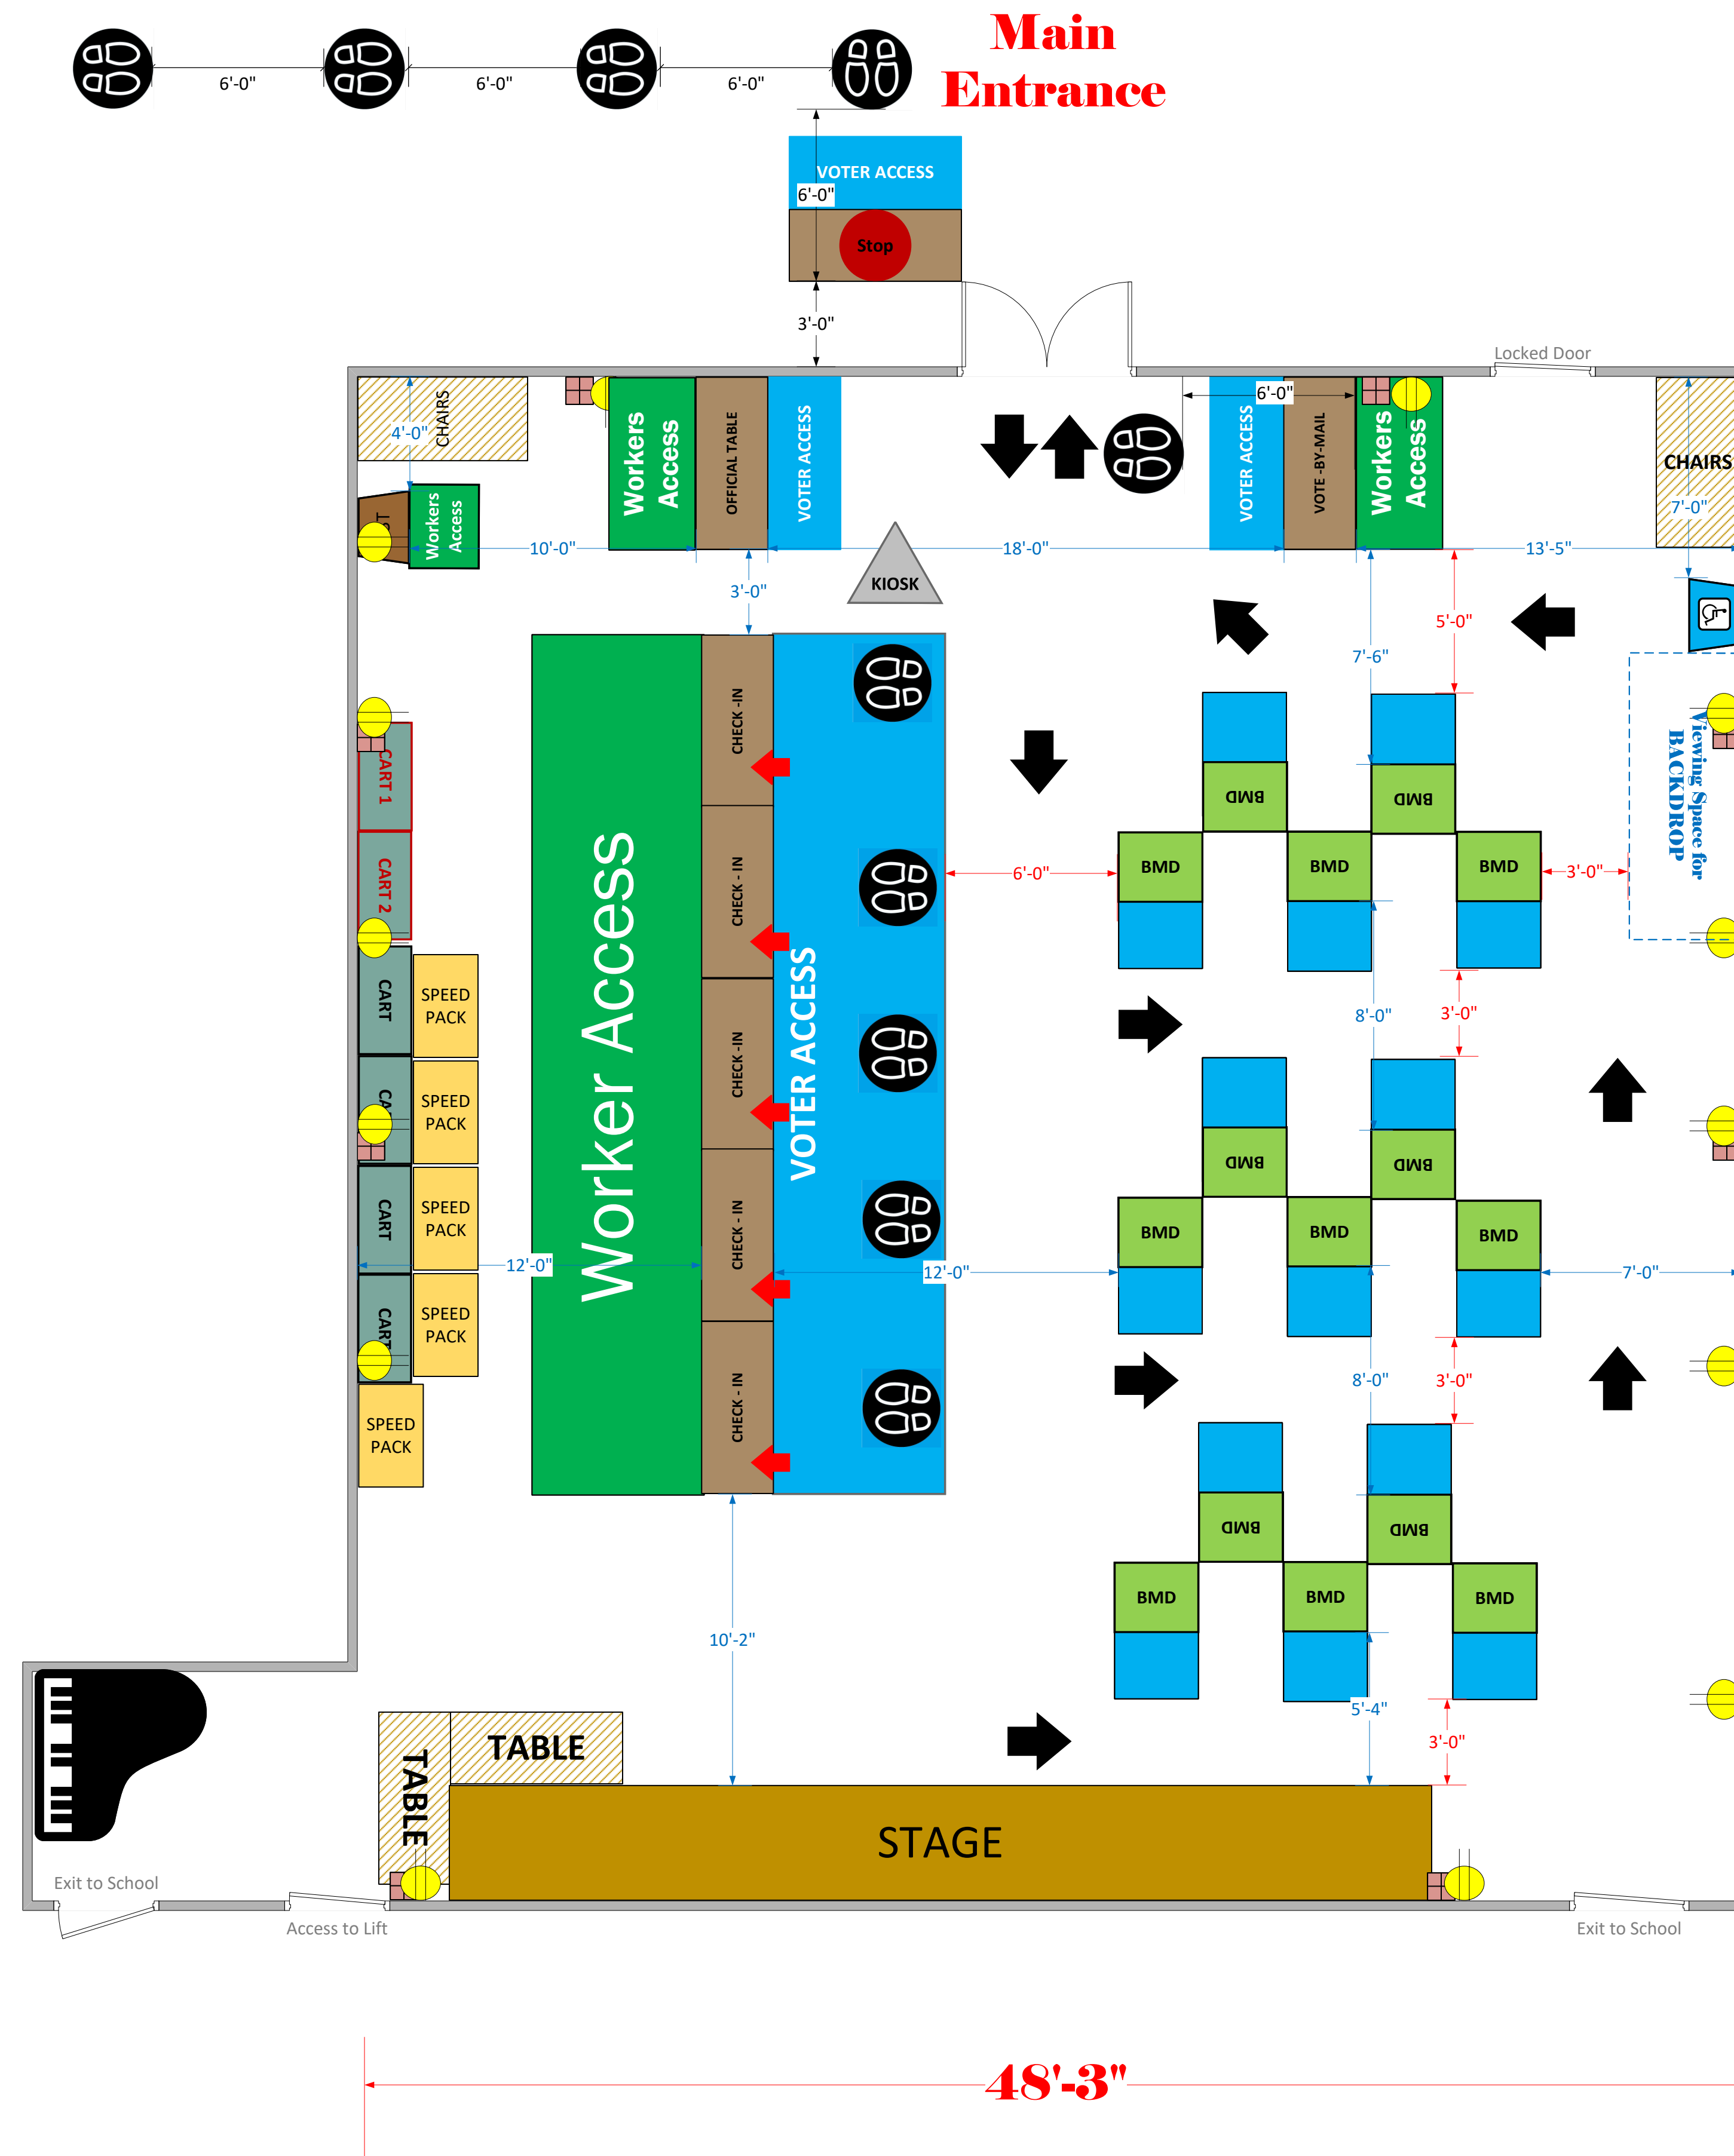 Main
Entrance
6'-0"
6'-0"
6'-0"
VOTER ACCESS
6'-0"
Stop
3'-0"
Locked Door
CHAIRS
4'-0"
Workers
Access
OFFICIAL TABLE
VOTER ACCESS
6'-0"
VOTER ACCESS
VOTE -BY-MAIL
Workers
Access
CHAIRS
7'-0"
Workers
Access
10'-0"
18'-0"
13'-5"
KIOSK
3'-0"
5'-0"
7'-6"
CART 1
CART 2
CART
CART
CART
SPEED
PACK
SPEED
PACK
SPEED
PACK
SPEED
PACK
SPEED
PACK
Worker Access
CHECK -IN
CHECK - IN
CHECK -IN
CHECK - IN
CHECK - IN
VOTER ACCESS
12'-0"
12'-0"
6'-0"
BMD
BMD
BMD
BMD
BMD
3'-0"
Viewing Space for
BACKDROP
8'-0"
3'-0"
BMD
BMD
BMD
BMD
BMD
7'-0"
8'-0"
3'-0"
BMD
BMD
BMD
BMD
BMD
10'-2"
5'-4"
3'-0"
TABLE
TABLE
STAGE
Exit to School
Access to Lift
Exit to School
48'-3"